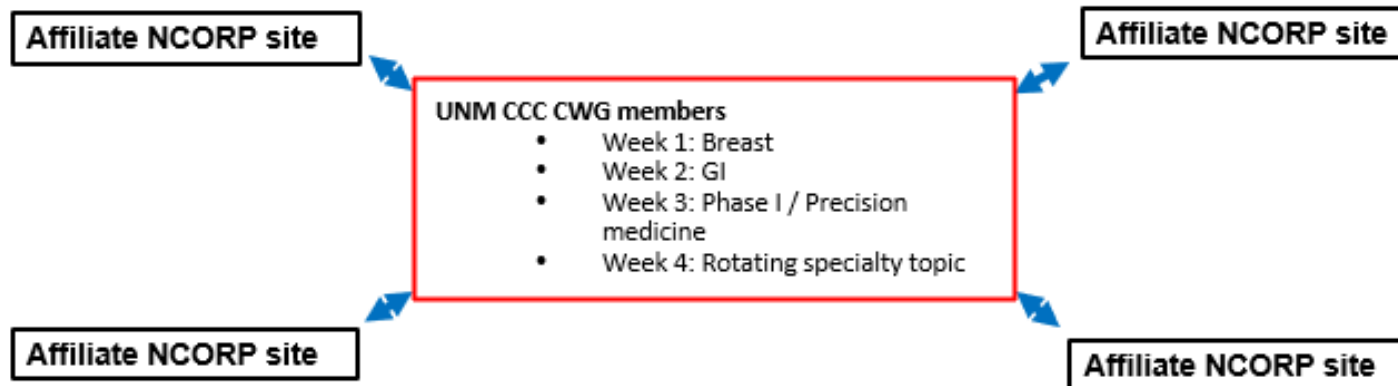 Affiliate NCORP site
Affiliate NCORP site
UNM CCC CWG members
• Week 1: Breast
• Week 2: GI
• Week 3: Phase I / Precision
medicine
• Week 4: Rotating specialty topic
Affiliate NCORP site
Affiliate NCORP site